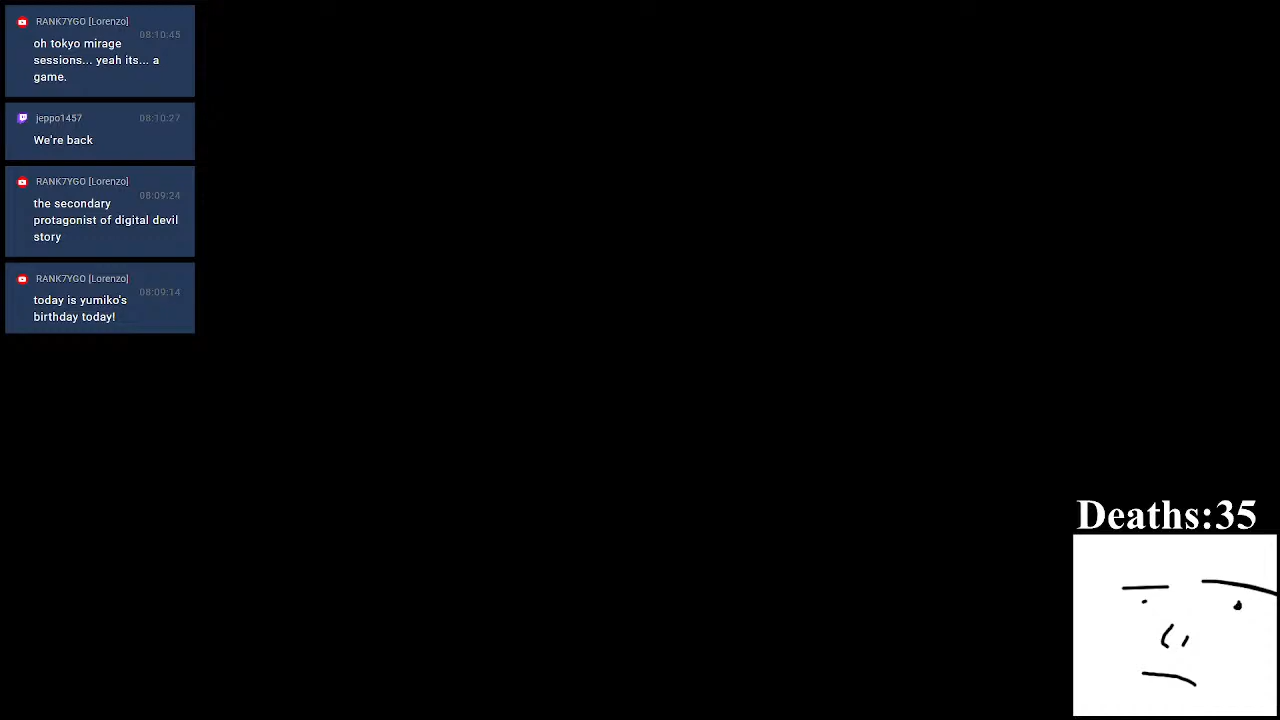 RANK7YGO [Lorenzo]
08:10:45
oh tokyo mirage
sessions... yeah its... a
game.
jeppo1457
08:10:27
We're back
RANK7YGO [Lorenzo]
08:09:24
the secondary
protagonist of digital devil
story
RANK7YGO [Lorenzo]
08:09:14
today is yumiko's
birthday today!
Deaths:35